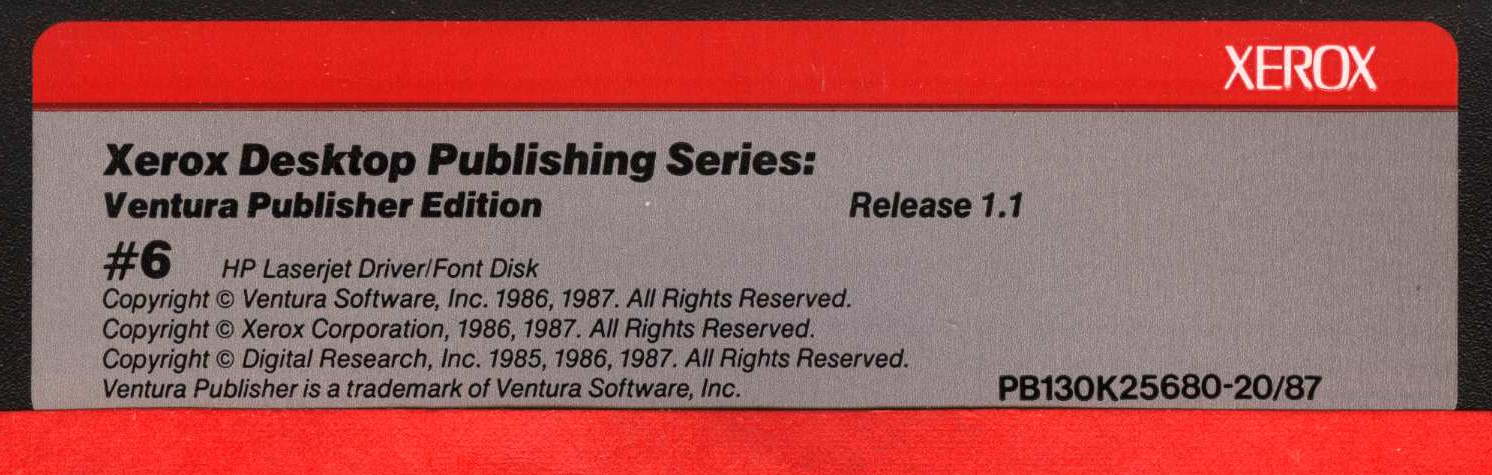 XEROX
Xerox Desktop Publishing Series:
Ventura Publisher Edition Release 1.1
#6 HP Laserjet Driver/Font Disk
Copyright © Ventura Software, Inc. 1986, 1987. All Rights Reserved.
Copyright © Xerox Corporation, 1986, 1987. All Rights Reserved.
Copyright © Digital Research, Inc. 1985, 1986, 1987. All Rights Reserved.
Ventura Publisher is a trademark of Ventura Software, Inc. PB130K25680-20/87